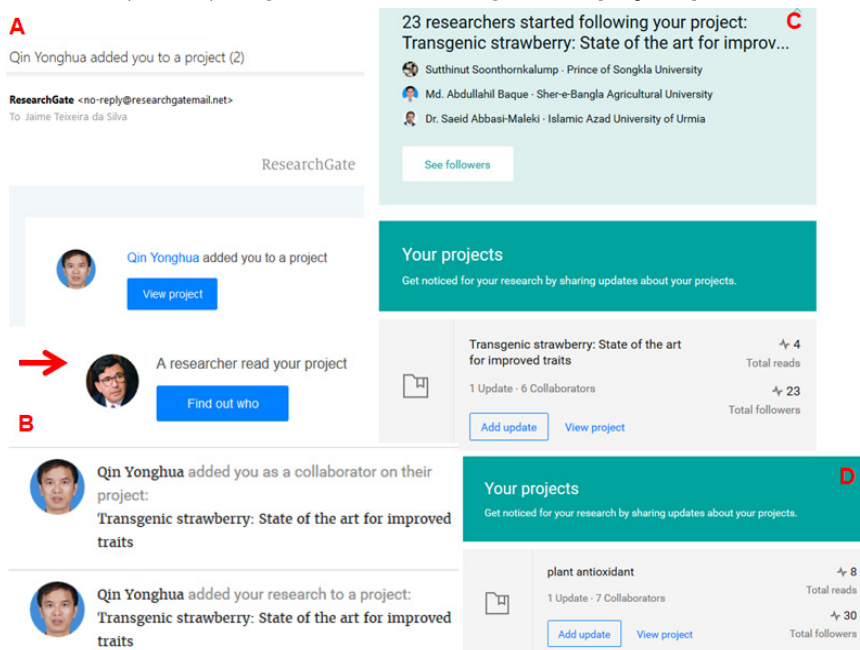 A
Qin Yonghua added you to a project (2)
ResearchGate <no-reply@researchgatemail.net>
To Jaime Teixeira da Silva
ResearchGate
Qin Yonghua added you to a project
View project
A researcher read your project
Find out who
B
Qin Yonghua added you as a collaborator on their
project:
Transgenic strawberry: State of the art for improved
traits
Qin Yonghua added your research to a project:
Transgenic strawberry: State of the art for improved
traits
C
23 researchers started following your project:
Transgenic strawberry: State of the art for improv...
Sutthinut Soonthornkalump · Prince of Songkla University
Md. Abdullahil Baque · Sher-e-Bangla Agricultural University
Dr. Saeid Abbasi-Maleki · Islamic Azad University of Urmia
See followers
Your projects
Get noticed for your research by sharing updates about your projects.
Transgenic strawberry: State of the art
for improved traits
1 Update · 6 Collaborators
Add update
View project
4
Total reads
23
Total followers
D
Your projects
Get noticed for your research by sharing updates about your projects.
plant antioxidant
1 Update · 7 Collaborators
Add update
View project
8
Total reads
30
Total followers